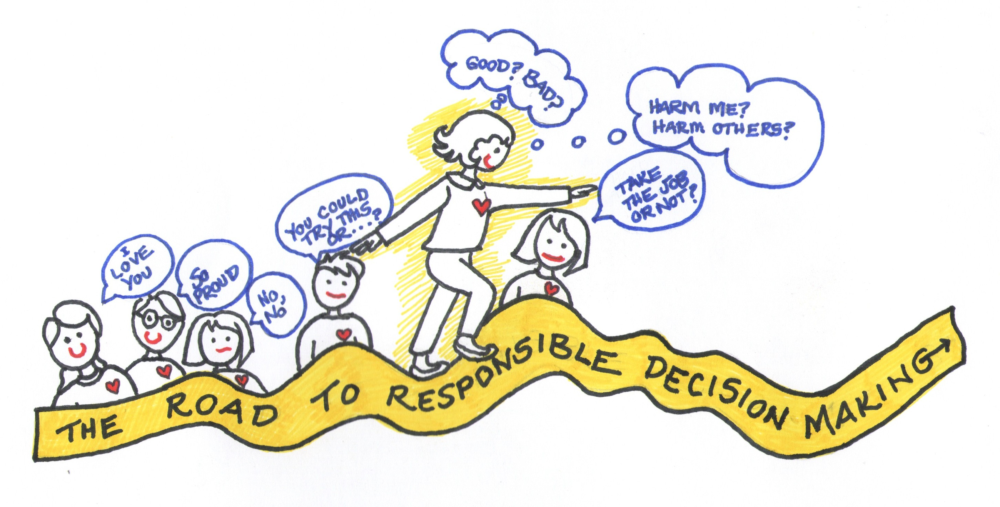 GOOD? BAD?
HARM ME?
HARM OTHERS?
TAKE
THE JOB
OR NOT?
YOU COULD
TRY THIS
OR....?
I
LOVE
YOU
SO
PROUD
NO,
NO
THE ROAD TO RESPONSIBLE DECISION MAKING